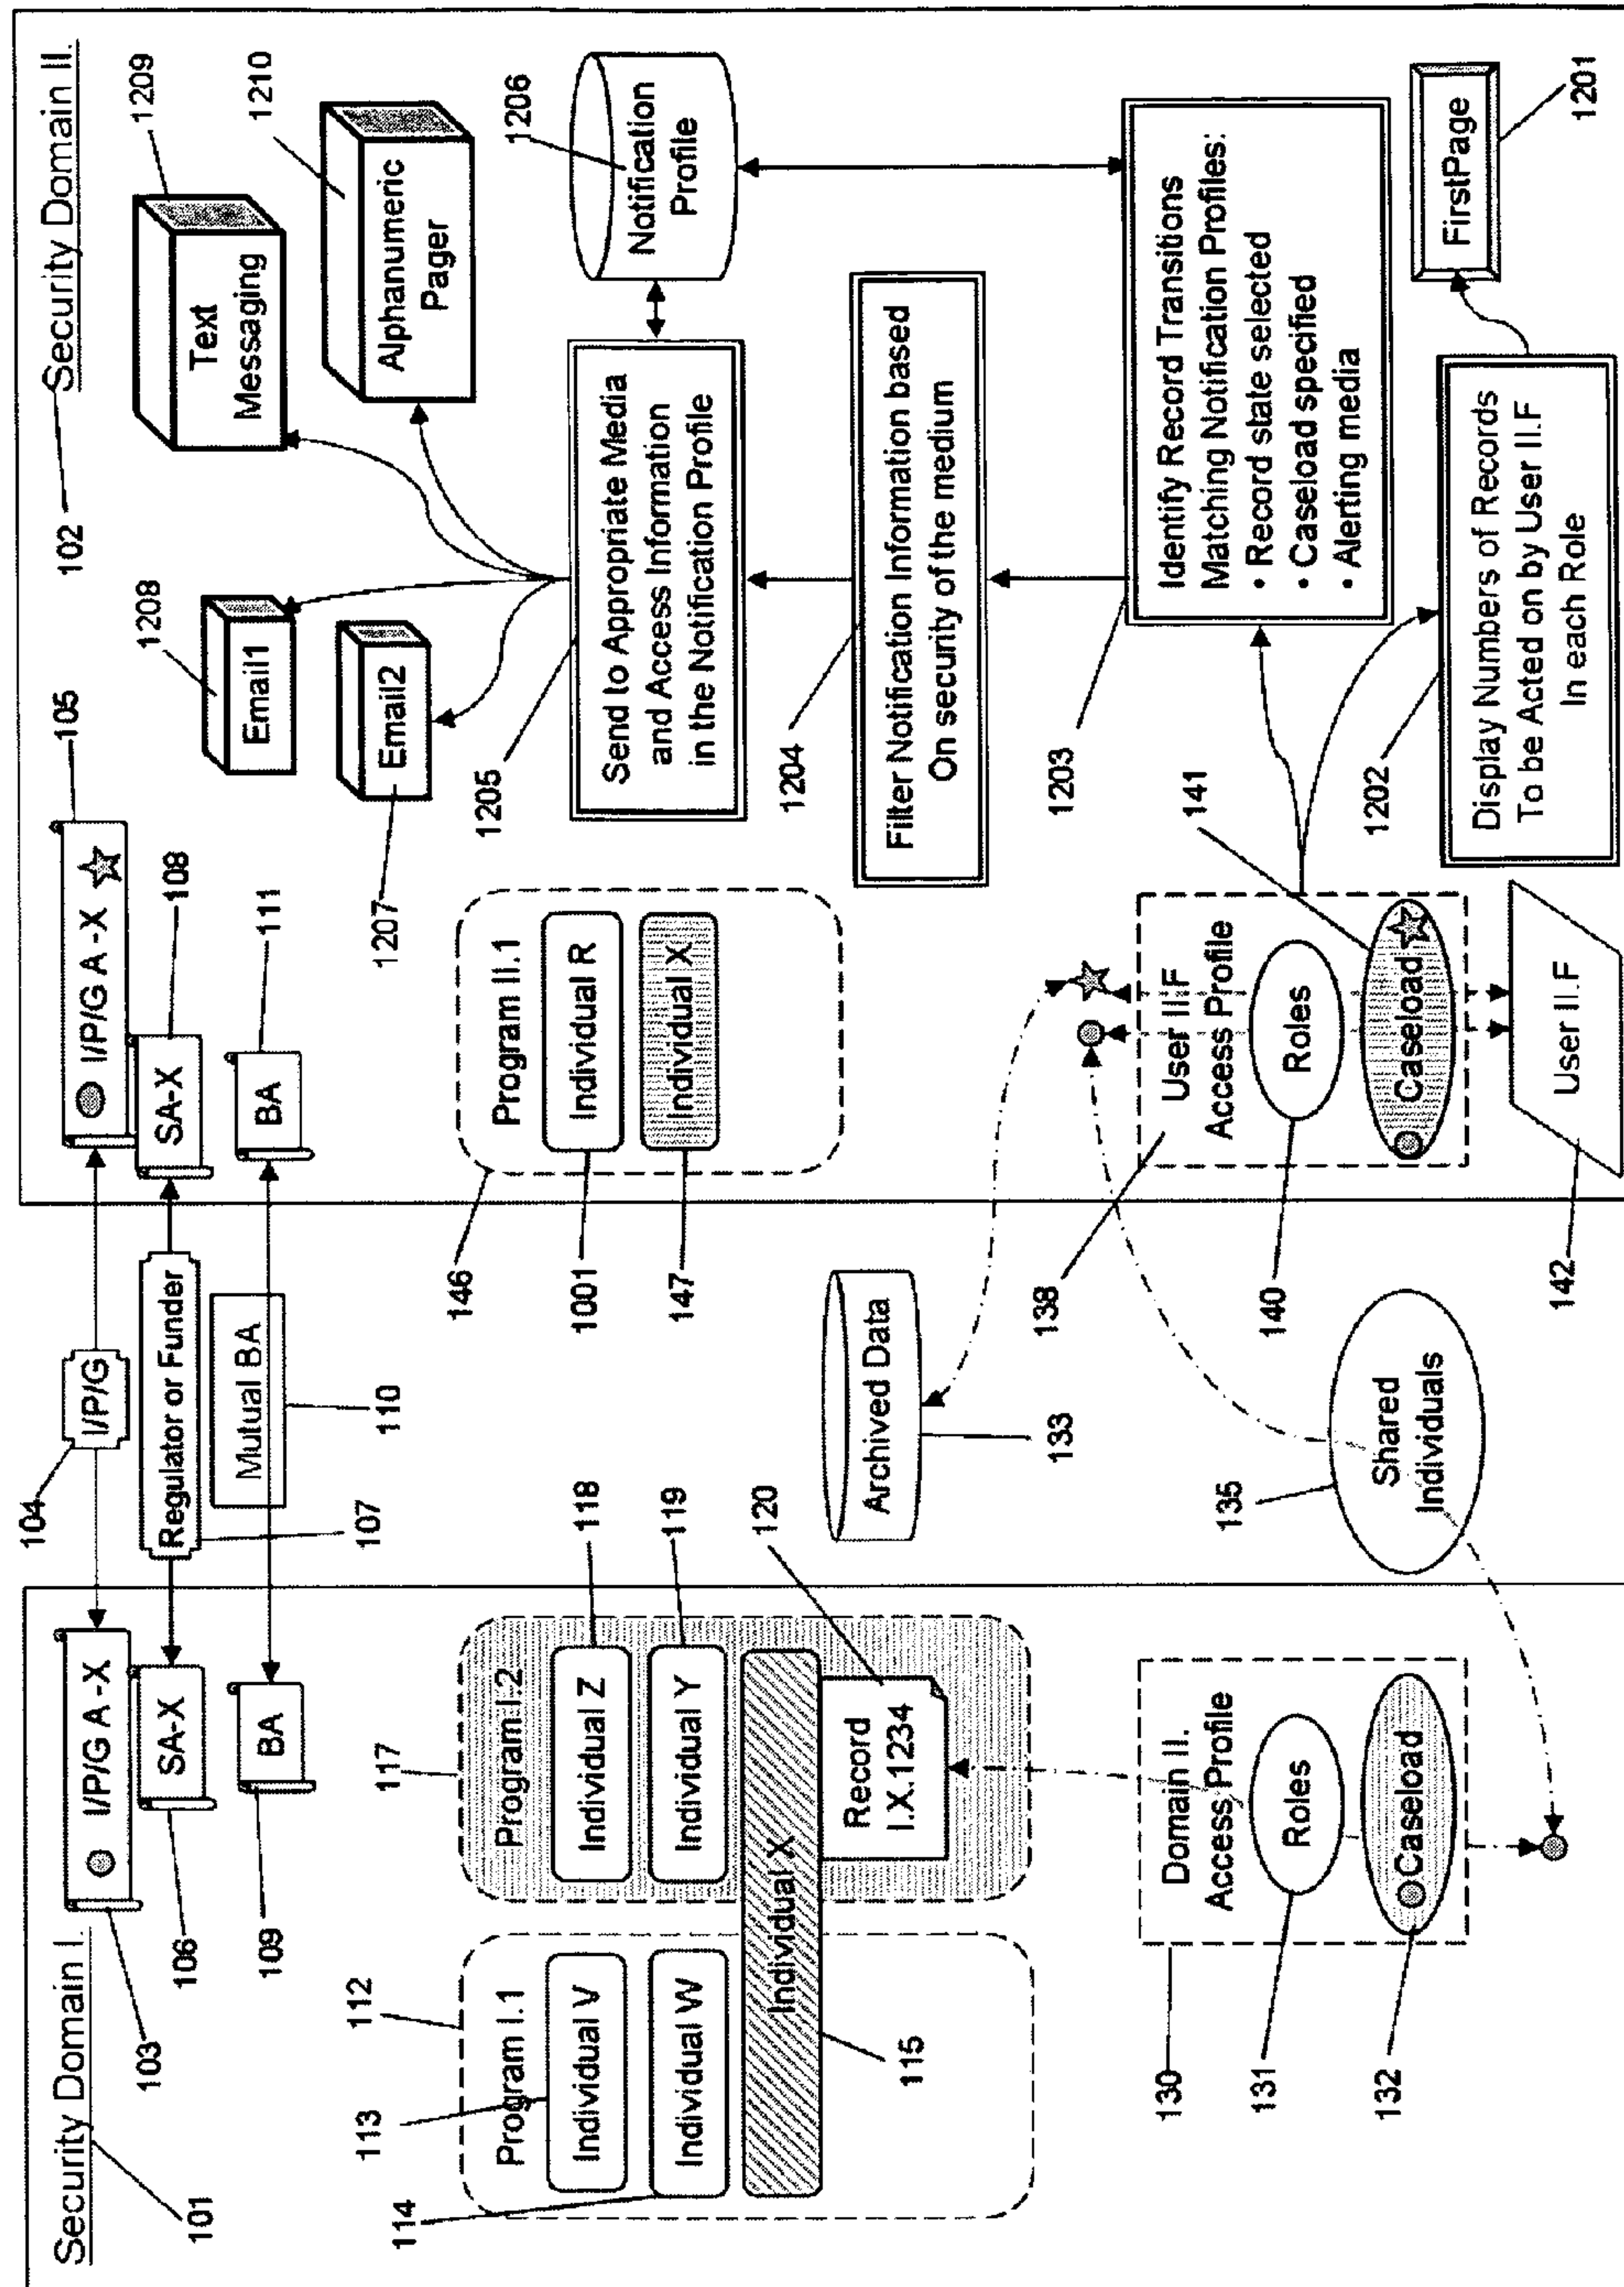 Security Domain I.
101
103
I/P/G A -X
SA-X
106
BA
109
104
I/P/G
Regulator or Funder
107
Mutual BA
110
102
Security Domain II.
105
I/P/G A -X
SA-X
108
BA
111
112
Program I.1
113
Individual V
Individual W
114
117
Program I.2
Individual Z
118
Individual Y
119
Individual X
115
Record
I.X.1234
120
Archived Data
133
146
Program II.1
Individual R
1001
Individual X
147
1208
Email1
Email2
1207
Text
Messaging
1209
Alphanumeric
Pager
1210
1205
Send to Appropriate Media
and Access Information
in the Notification Profile
Notification
Profile
1206
1204
Filter Notification Information based
On security of the medium
1203
Identify Record Transitions
Matching Notification Profiles:
• Record state selected
• Caseload specified
• Alerting media
130
Domain II.
Access Profile
Roles
131
Caseload
132
135
Shared
Individuals
138
User II.F
Access Profile
Roles
140
Caseload
141
User II.F
142
1202
Display Numbers of Records
To be Acted on by User II.F
In each Role
FirstPage
1201